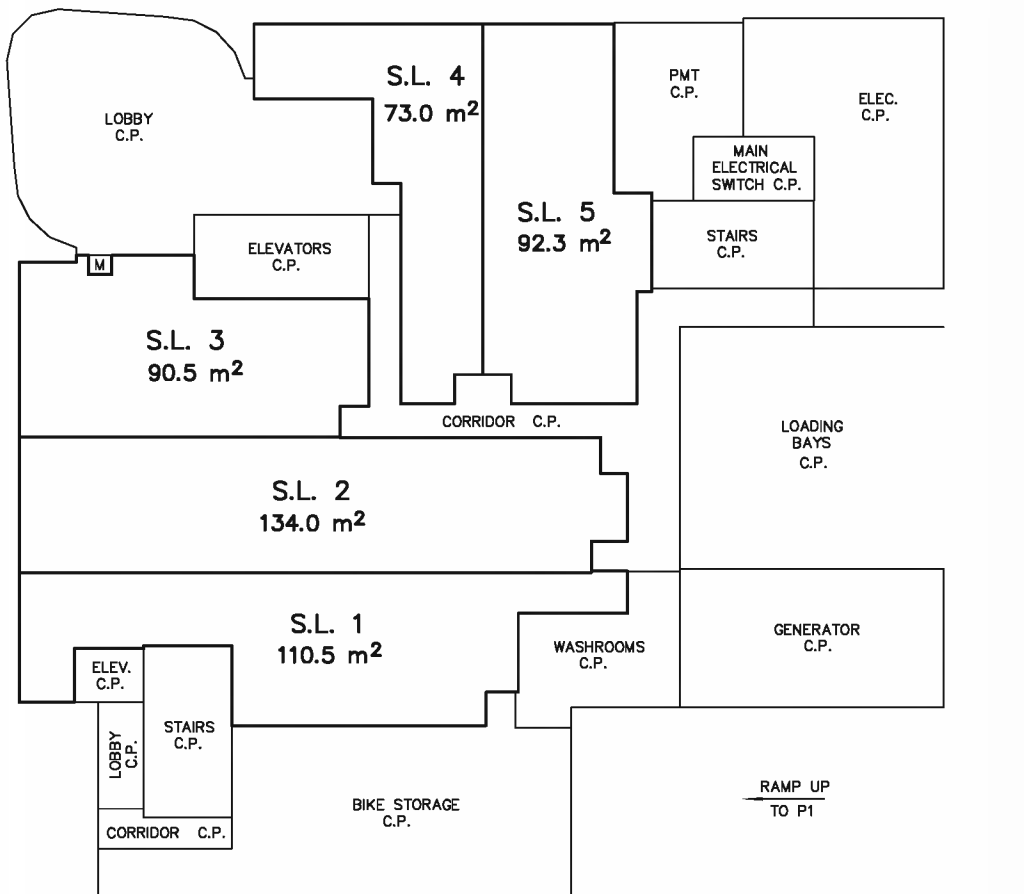 S.L. 4
73.0 m²
PMT
C.P.
ELEC.
C.P.
LOBBY
C.P.
MAIN
ELECTRICAL
SWITCH C.P.
S.L. 5
92.3 m²
STAIRS
C.P.
ELEVATORS
C.P.
M
S.L. 3
90.5 m²
CORRIDOR C.P.
LOADING
BAYS
C.P.
S.L. 2
134.0 m²
S.L. 1
110.5 m²
WASHROOMS
C.P.
GENERATOR
C.P.
ELEV.
C.P.
STAIRS
C.P.
LOBBY
C.P.
BIKE STORAGE
C.P.
RAMP UP
TO P1
CORRIDOR C.P.